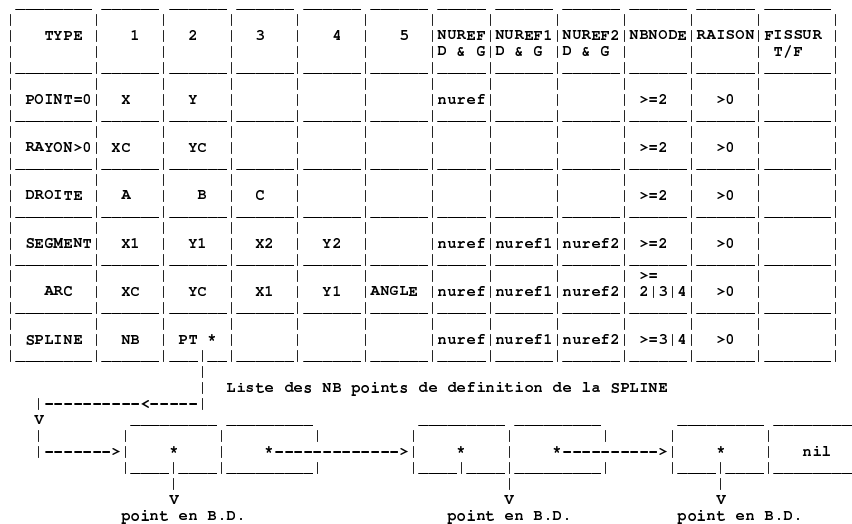 TYPE 1 2 3 4 5 NUREF NUREF1 NUREF2 NBNODE RAISON FISSUR
D & G D & G D & G T/F
POINT=0 X Y nuref >=2 >0
RAYON>0 XC YC >=2 >0
DROITE A B C >=2 >0
SEGMENT X1 Y1 X2 Y2 nuref nuref1 nuref2 >=2 >0
>=
ARC XC YC X1 Y1 ANGLE nuref nuref1 nuref2 2|3|4 >0
SPLINE NB PT * nuref nuref1 nuref2 >=3|4 >0
Liste des NB points de definition de la SPLINE
V
* * * * * nil
V V V
point en B.D. point en B.D. point en B.D.